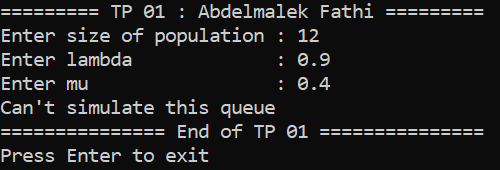 ========= TP 01 : Abdelmalek Fathi =========
Enter size of population : 12
Enter lambda             : 0.9
Enter mu                 : 0.4
Can't simulate this queue
=============== End of TP 01 ===============
Press Enter to exit